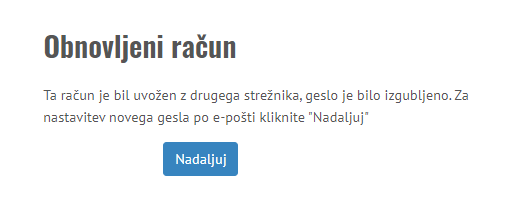 Obnovljeni račun
Ta račun je bil uvožen z drugega strežnika, geslo je bilo izgubljeno. Za
nastavitev novega gesla po e-pošti kliknite "Nadaljuj"
Nadaljuj